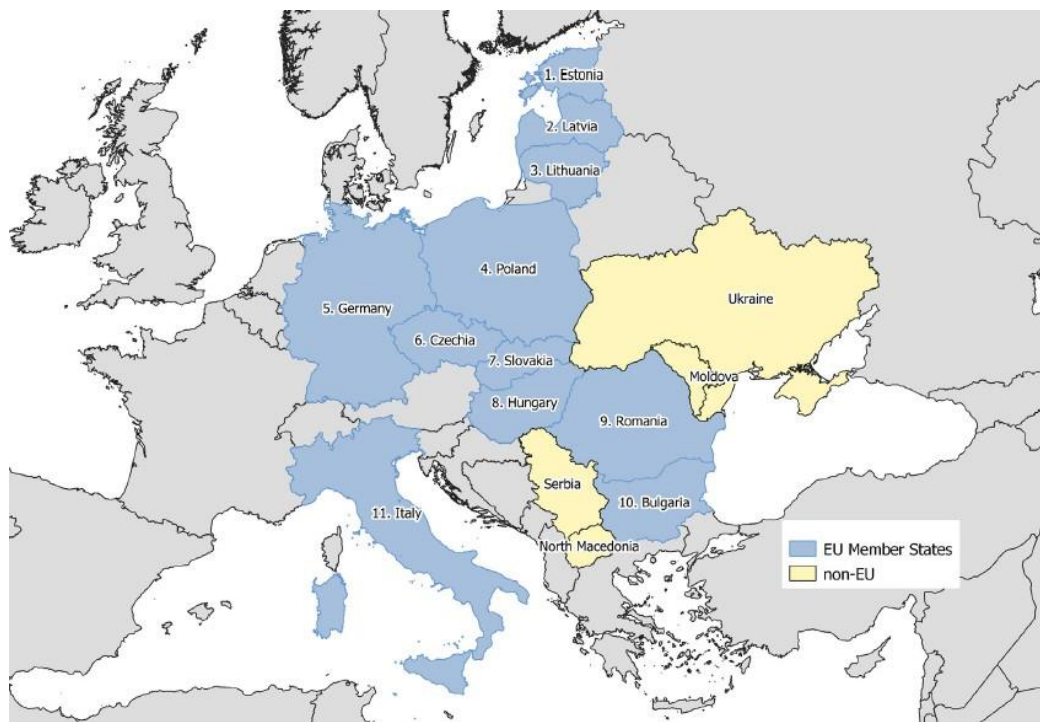 1. Estonia
2. Latvia
3. Lithuania
4. Poland
Ukraine
5. Germany
6. Czechia
7. Slovakia
Moldova
8. Hungary
9. Romania
Serbia
10. Bulgaria
11. Italy
North Macedonia
EU Member States
non-EU